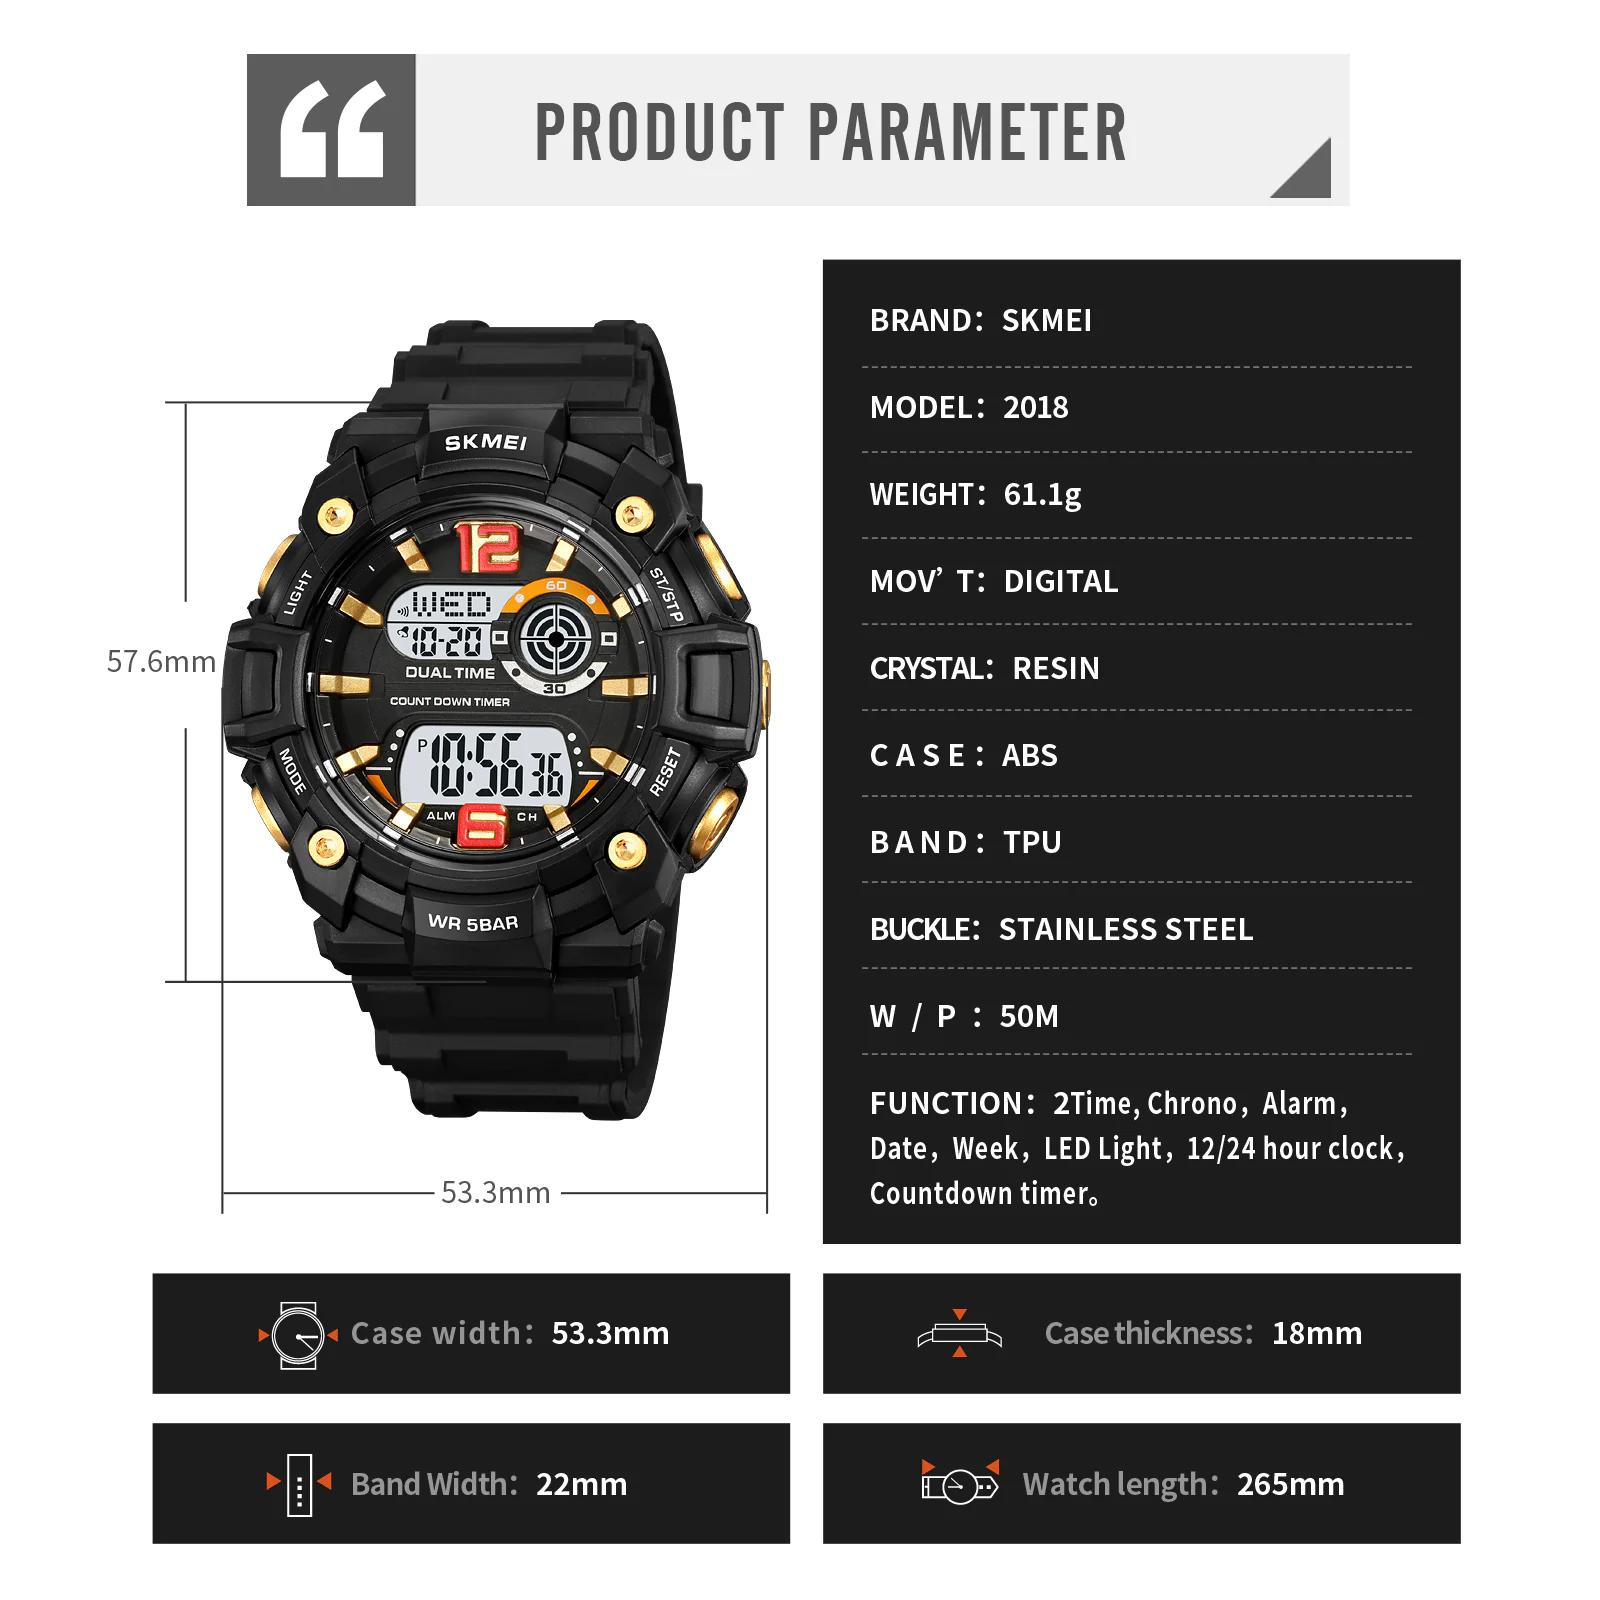 PRODUCT PARAMETER
SKMEI
12
LIGHT
ST/STP
60
WED
10-20
DUAL TIME
30
COUNT DOWN TIMER
P 10:56 36
MODE
RESET
ALM
6
CH
WR 5BAR
57.6mm
53.3mm
BRAND： SKMEI
MODEL： 2018
WEIGHT： 61.1g
MOV’ T： DIGITAL
CRYSTAL： RESIN
CASE： ABS
BAND： TPU
BUCKLE： STAINLESS STEEL
W / P ： 50M
FUNCTION： 2Time, Chrono， Alarm，
Date， Week， LED Light， 12/24 hour clock，
Countdown timer。
Case width： 53.3mm
Case thickness： 18mm
Band Width： 22mm
Watch length： 265mm